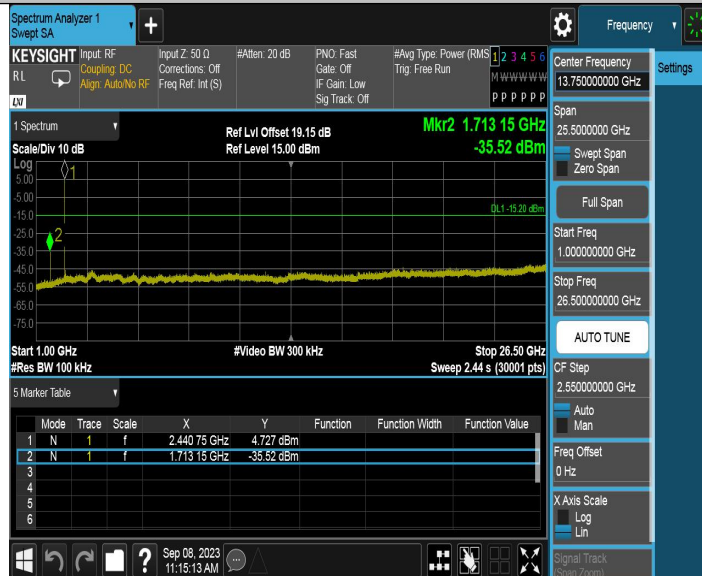 Spectrum Analyzer 1
Swept SA
Frequency
KEYSIGHT
RL
LXI
Input: RF
Coupling: DC
Align: Auto/No RF
Input Z: 50 Ω
Corrections: Off
Freq Ref: Int (S)
#Atten: 20 dB
PNO: Fast
Gate: Off
IF Gain: Low
Sig Track: Off
#Avg Type: Power (RMS
Trig: Free Run
1 2 3 4 5 6
M W W W W W
P P P P P P
Center Frequency
13.750000000 GHz
Settings
Span
25.5000000 GHz
Swept Span
Zero Span
Full Span
Start Freq
1.00000000 GHz
Stop Freq
26.500000000 GHz
AUTO TUNE
CF Step
2.550000000 GHz
Auto
Man
Freq Offset
0 Hz
X Axis Scale
Log
Lin
Signal Track
(Span Zoom)
1 Spectrum
Scale/Div 10 dB
Ref Lvl Offset 19.15 dB
Ref Level 15.00 dBm
Mkr2 1.713 15 GHz
-35.52 dBm
Log
5.00
-5.00
-15.0
-25.0
-35.0
-45.0
-55.0
-65.0
-75.0
1
2
DL1 -15.20 dBm
Start 1.00 GHz
#Video BW 300 kHz
Stop 26.50 GHz
#Res BW 100 kHz
Sweep 2.44 s (30001 pts)
5 Marker Table
Mode Trace Scale X Y Function Function Width Function Value
1 N 1 f 2.440 75 GHz 4.727 dBm
2 N 1 f 1.713 15 GHz -35.52 dBm
3
4
5
6
?
Sep 08, 2023
11:15:13 AM